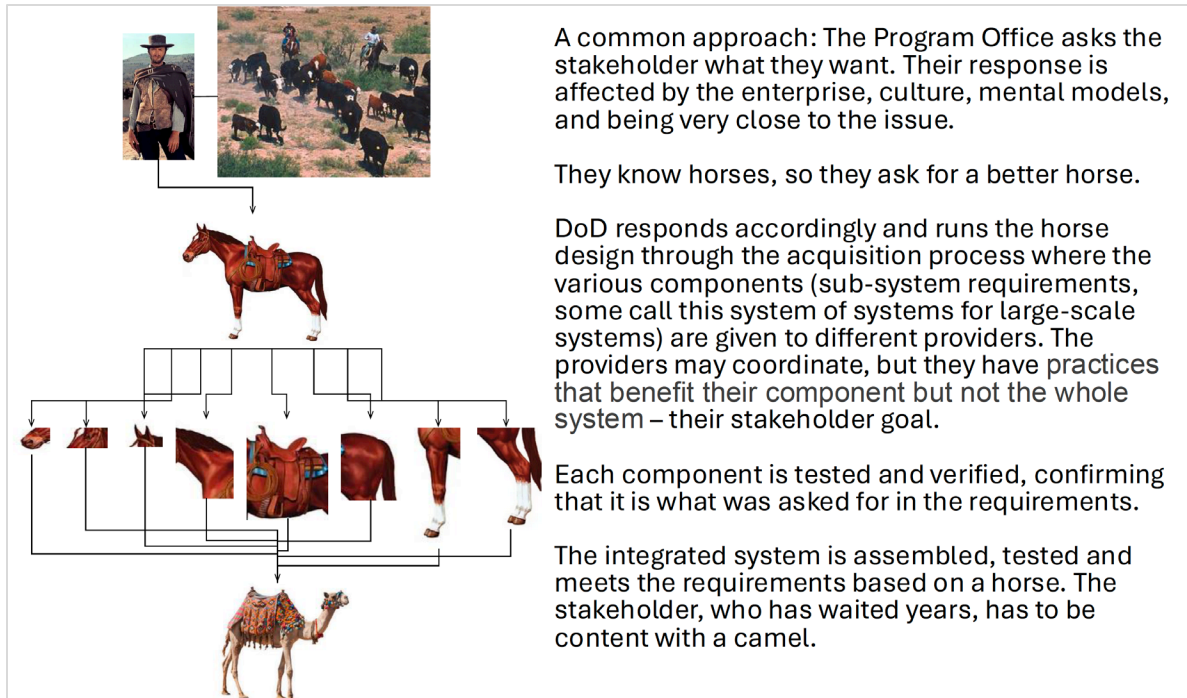 A common approach: The Program Office asks the
stakeholder what they want. Their response is
affected by the enterprise, culture, mental models,
and being very close to the issue.
They know horses, so they ask for a better horse.
DoD responds accordingly and runs the horse
design through the acquisition process where the
various components (sub-system requirements,
some call this system of systems for large-scale
systems) are given to different providers. The
providers may coordinate, but they have practices
that benefit their component but not the whole
system – their stakeholder goal.
Each component is tested and verified, confirming
that it is what was asked for in the requirements.
The integrated system is assembled, tested and
meets the requirements based on a horse. The
stakeholder, who has waited years, has to be
content with a camel.